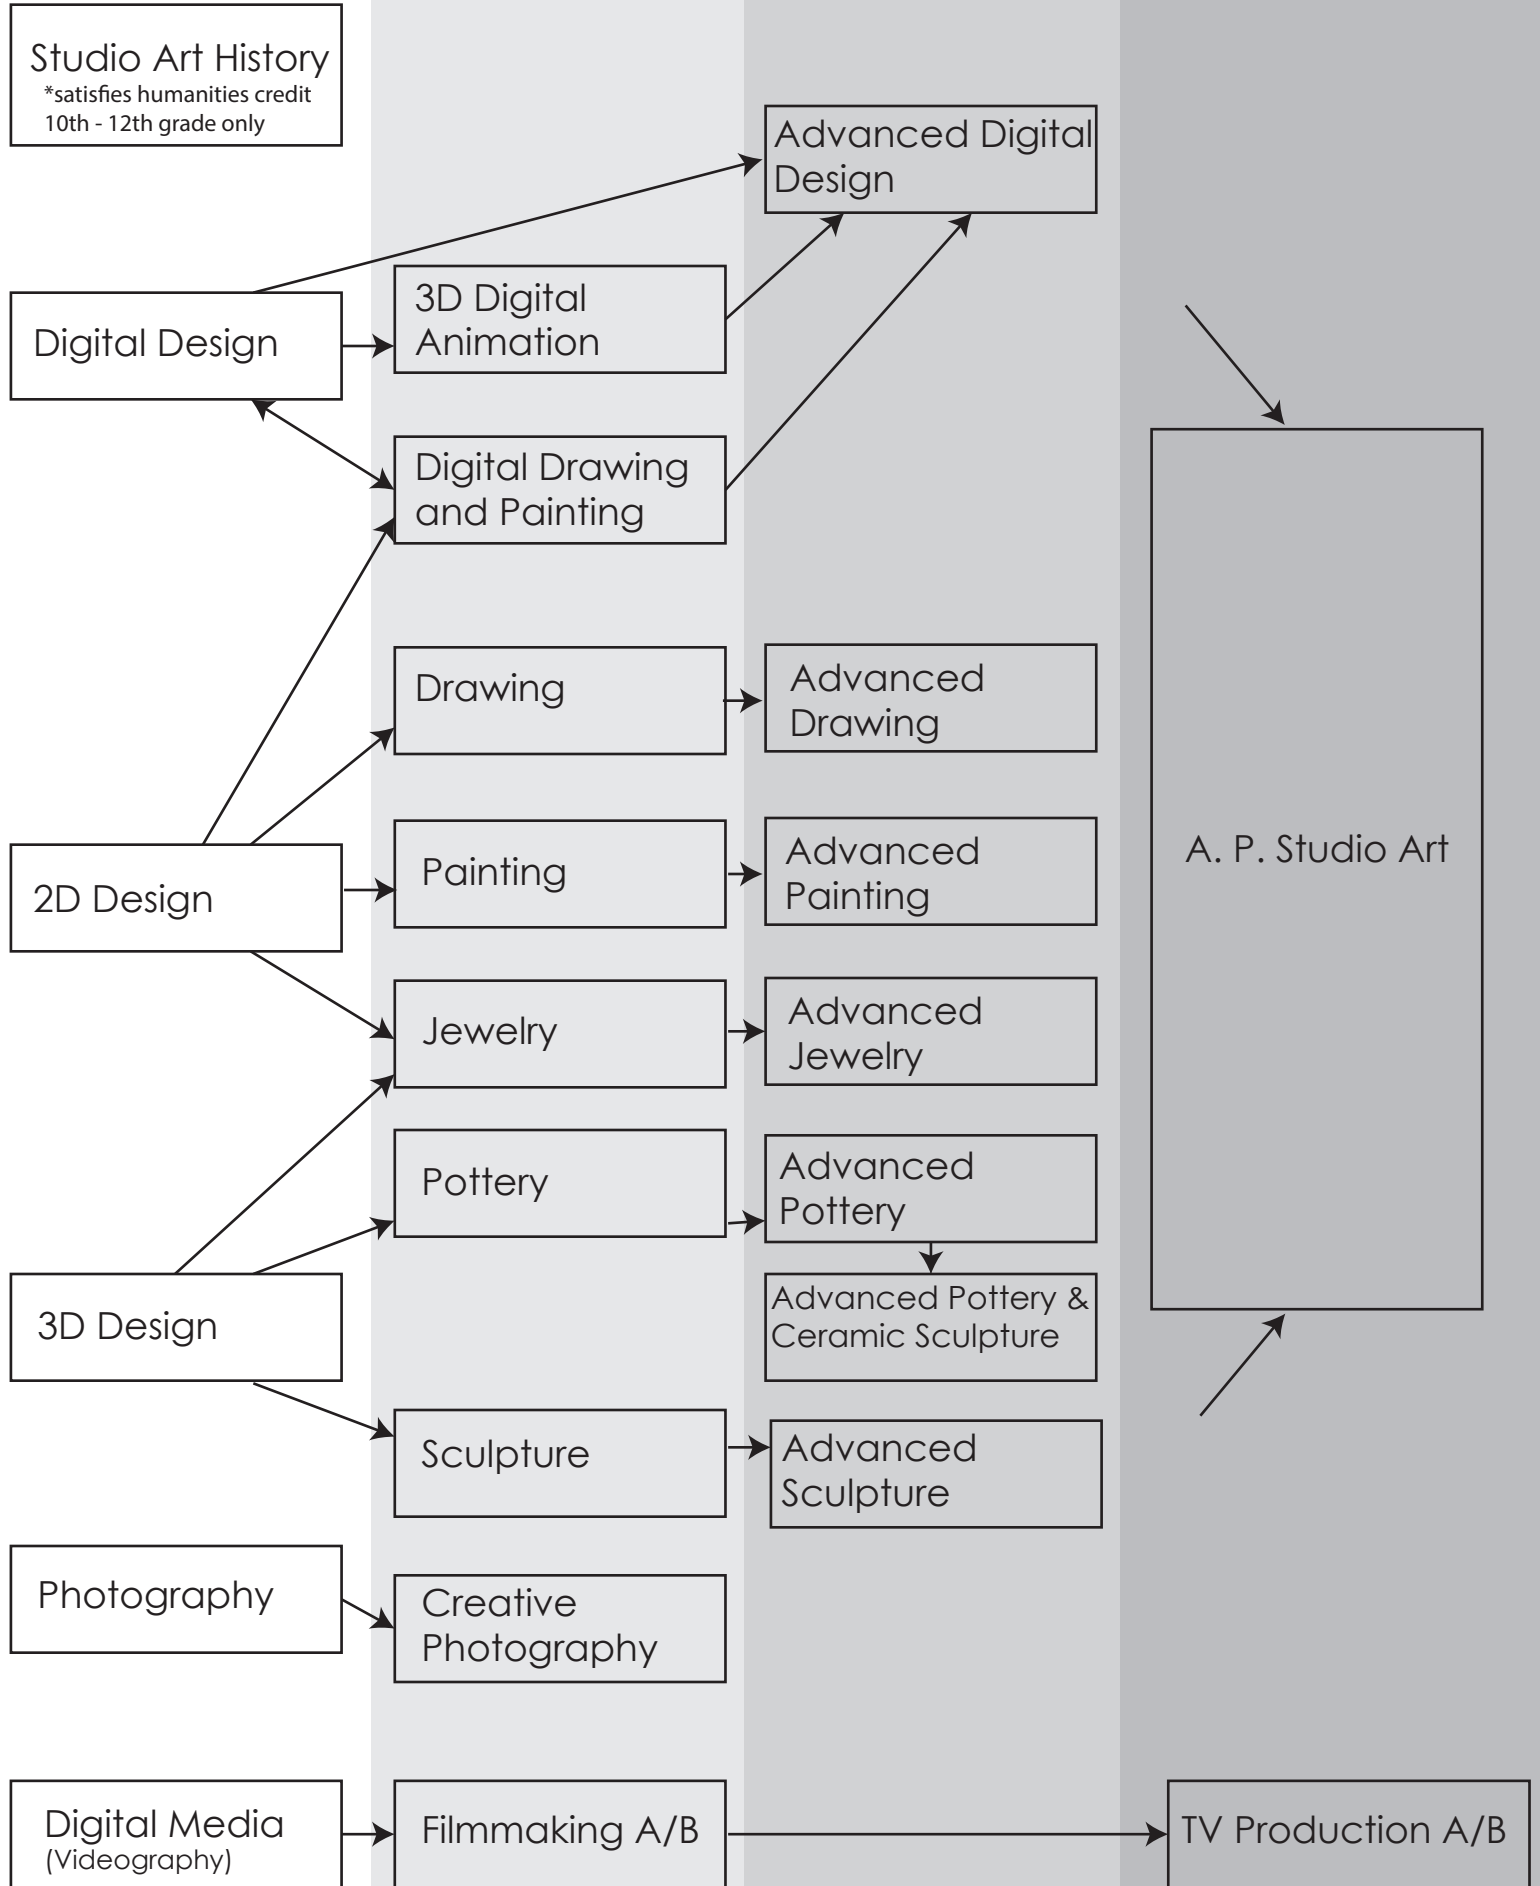 Studio Art History
*satisfies humanities credit
10th - 12th grade only
Advanced Digital
Design
3D Digital
Animation
Digital Design
Digital Drawing
and Painting
Drawing
Advanced
Drawing
2D Design
Painting
Advanced
Painting
A. P. Studio Art
Jewelry
Advanced
Jewelry
Pottery
Advanced
Pottery
3D Design
Advanced Pottery &
Ceramic Sculpture
Sculpture
Advanced
Sculpture
Photography
Creative
Photography
Digital Media
(Videography)
Filmmaking A/B
TV Production A/B